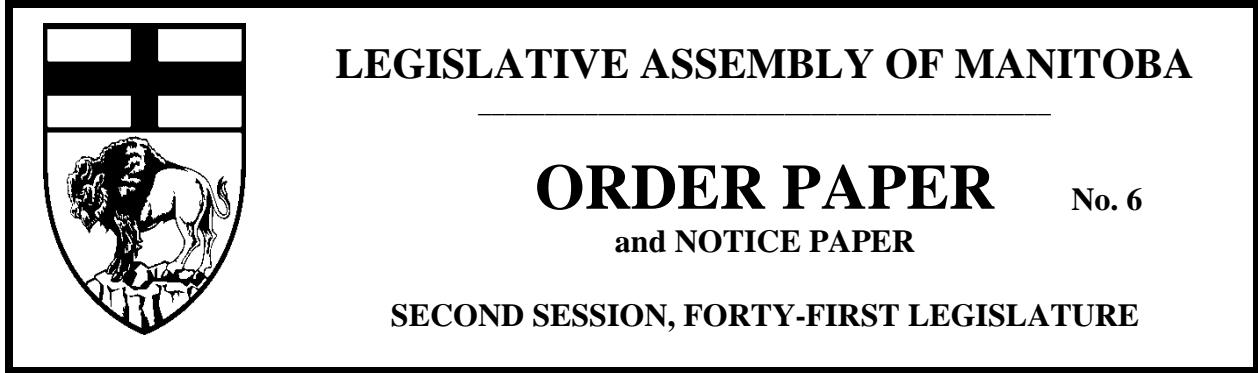 LEGISLATIVE ASSEMBLY OF MANITOBA
ORDER PAPER No. 6
and NOTICE PAPER
SECOND SESSION, FORTY-FIRST LEGISLATURE